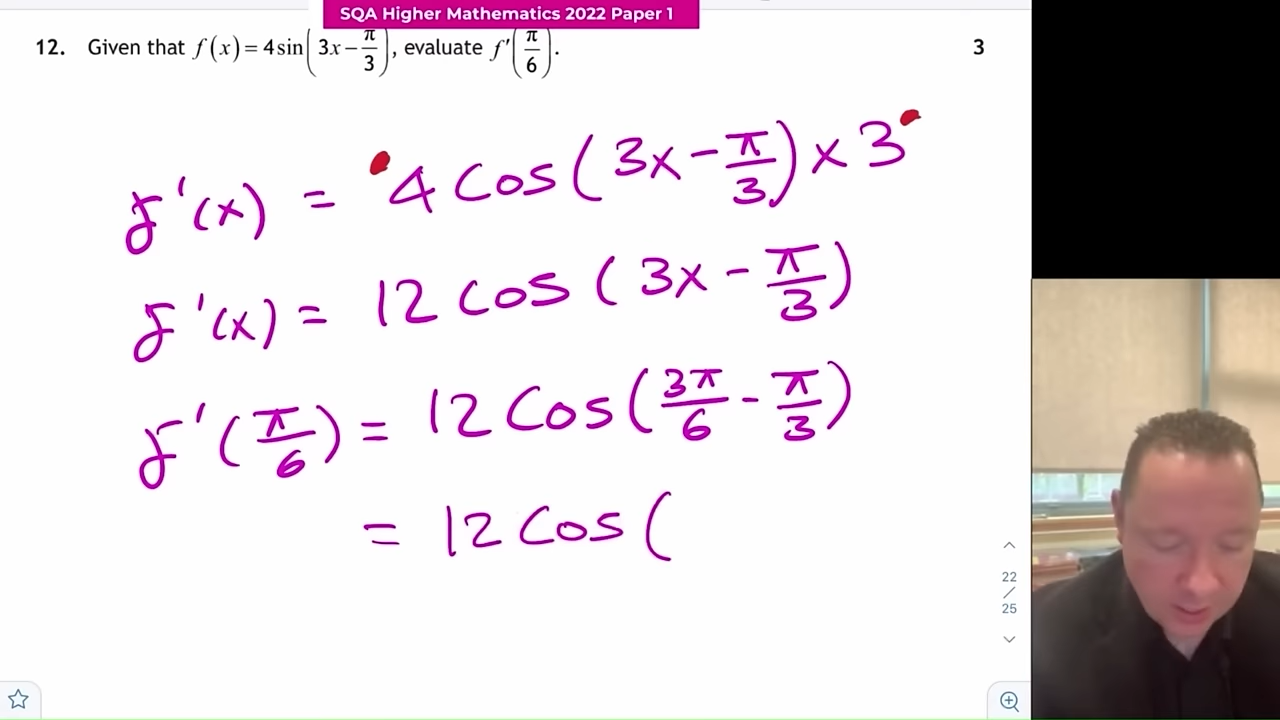 SQA Higher Mathematics 2022 Paper 1
12. Given that f(x) = 4sin(3x − π/3), evaluate f′(π/6). 3
f'(x) = 4 Cos(3x − π/3) × 3
f'(x) = 12 Cos(3x − π/3)
f'(π/6) = 12 Cos(3π/6 − π/3)
= 12 Cos(
22
/
25